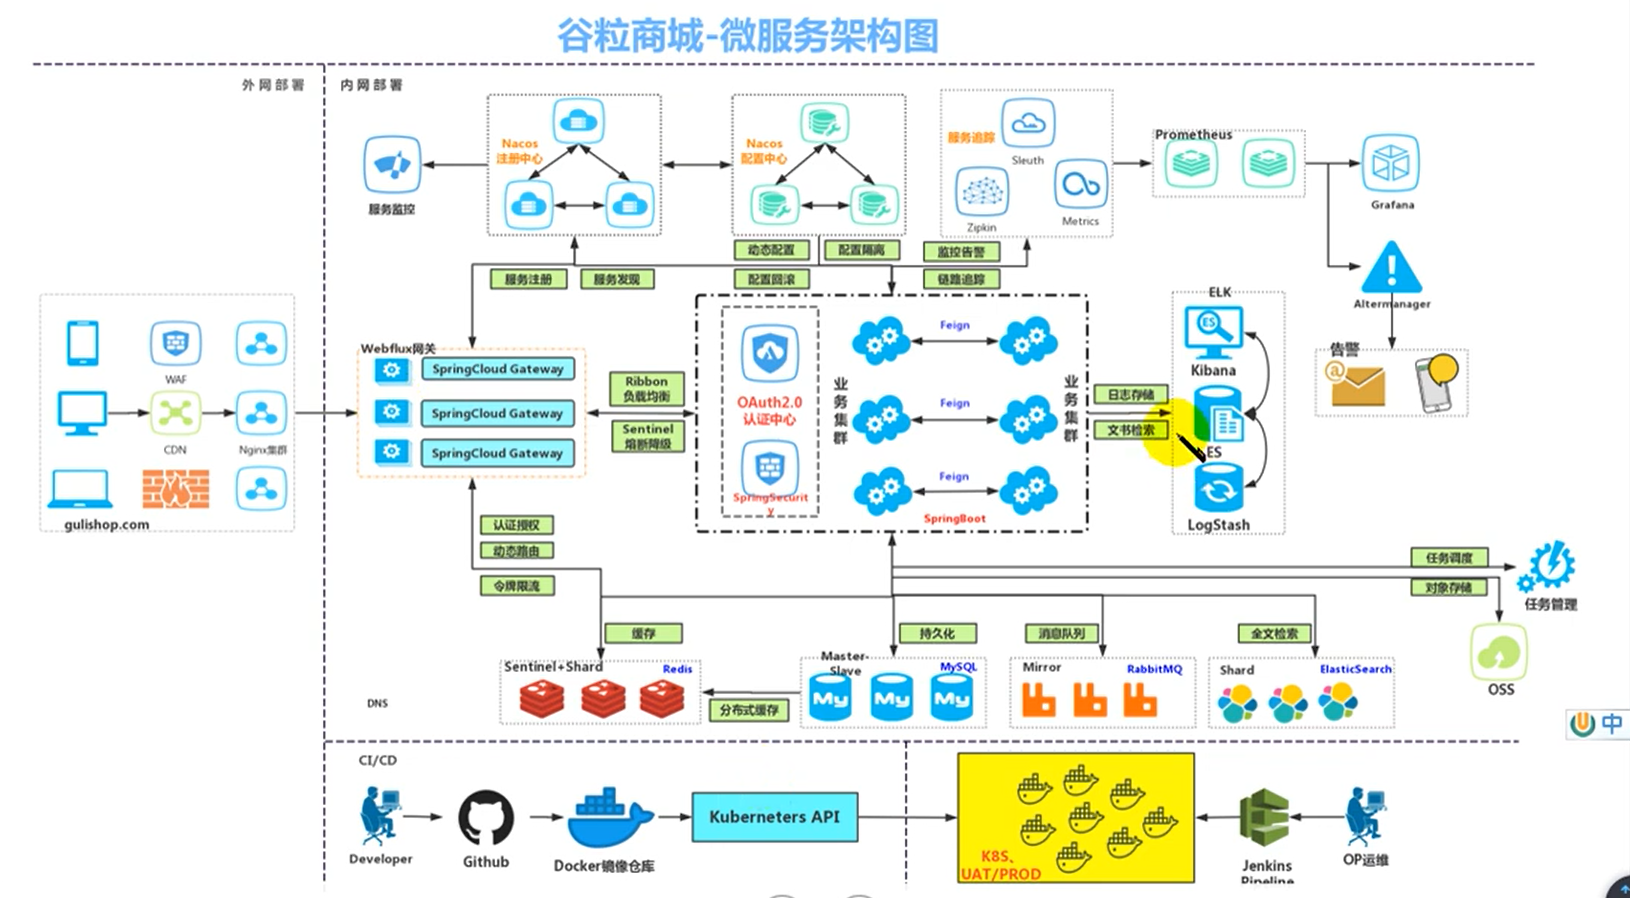 谷粒商城-微服务架构图
外网部署
内网部署
Nacos
注册中心
Nacos
配置中心
服务追踪
Sleuth
Zipkin
Metrics
Prometheus
Grafana
服务监控
动态配置
配置隔离
监控告警
服务注册
服务发现
配置回滚
链路追踪
Altermanager
告警
WAF
CDN
Nginx集群
gulishop.com
Webflux网关
SpringCloud Gateway
SpringCloud Gateway
SpringCloud Gateway
Ribbon
负载均衡
Sentinel
熔断降级
OAuth2.0
认证中心
SpringSecurit
y
业务集群
Feign
Feign
Feign
SpringBoot
业务集群
日志存储
文书检索
ELK
Kibana
ES
ES
LogStash
认证授权
动态路由
令牌限流
任务调度
对象存储
任务管理
OSS
缓存
持久化
消息队列
全文检索
Sentinel+Shard
Redis
分布式缓存
Master-
Slave
MySQL
My
My
My
Mirror
RabbitMQ
Shard
ElasticSearch
DNS
CI/CD
Developer
Github
Docker镜像仓库
Kuberneters API
K8S、
UAT/PROD
Jenkins
Pipeline
OP运维
中